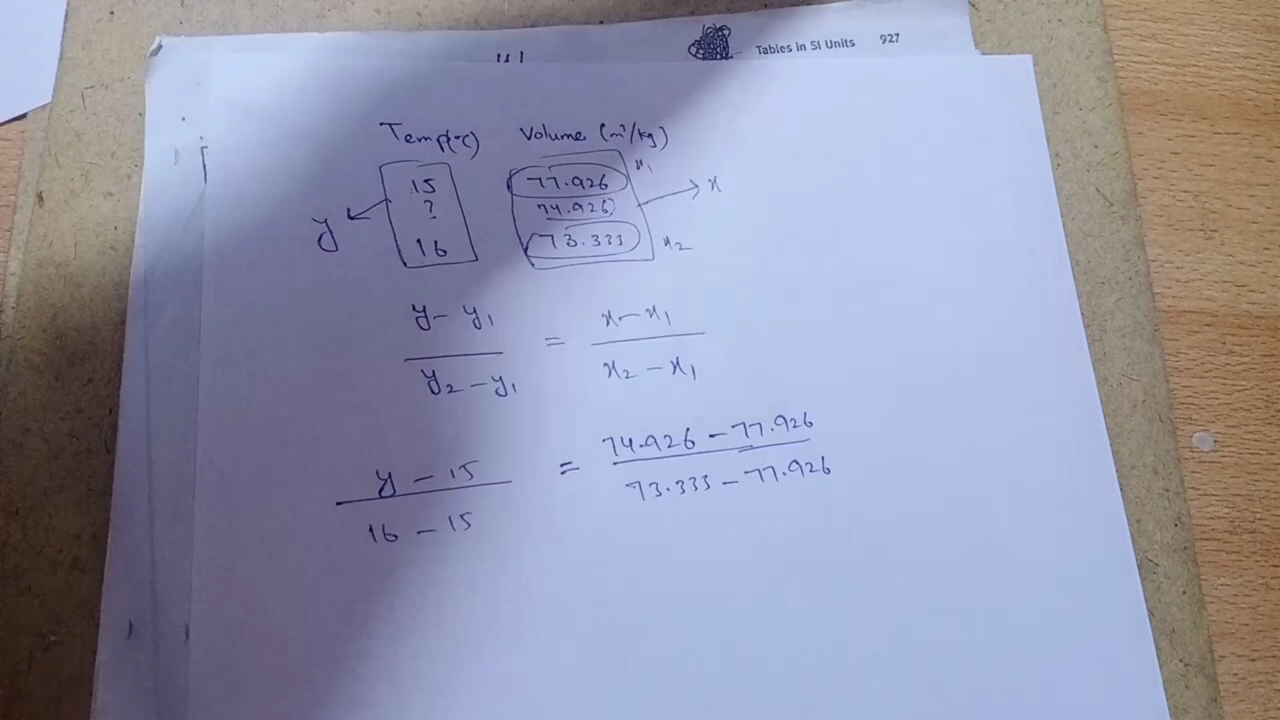 Tables in SI Units 927
Temp(°C) Volume (m³/kg)
15 77.926 x₁
? 74.926 x
y
16 73.333 x₂
y - y₁ = x - x₁
y₂ - y₁ x₂ - x₁
y - 15 = 74.926 - 77.926
16 - 15 73.333 - 77.926